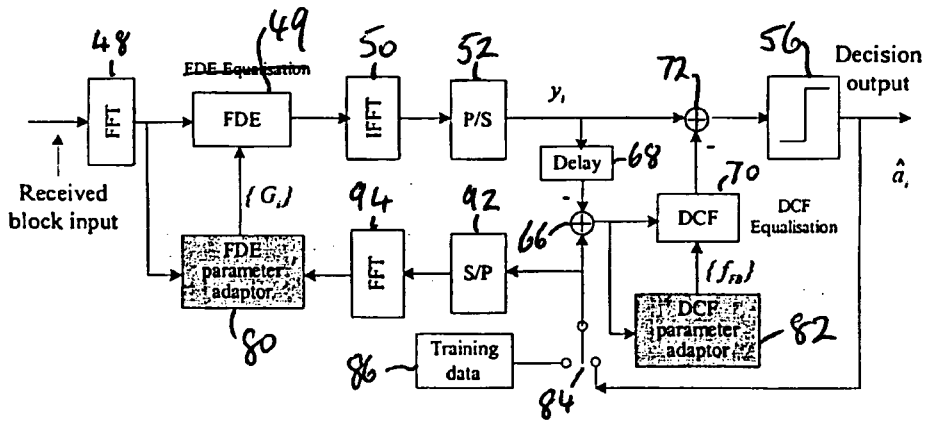 48
49
50
52
72
56
FDE Equalisation
Decision
output
FFT
FDE
IFFT
P/S
y_i
Delay
68
70
â_i
Received
block input
{ G_i }
94
92
66
DCF
DCF
Equalisation
FDE
parameter
adaptor
FFT
S/P
{ f_FB }
DCF
parameter
adaptor
82
80
86
Training
data
84